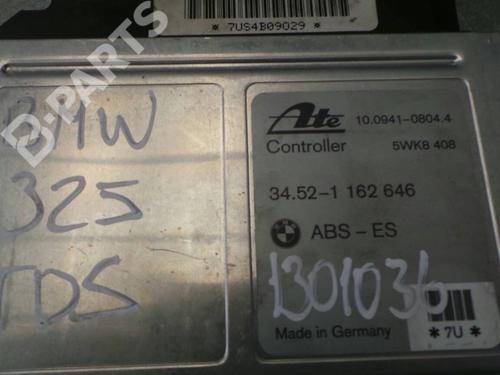 *7US4B09029*
B-PARTS
BMW
325
TDS
Ate
10.0941-0804.4
Controller
5WK8 408
34.52-1 162 646
ABS - ES
1301036
Made in Germany
* 7U *